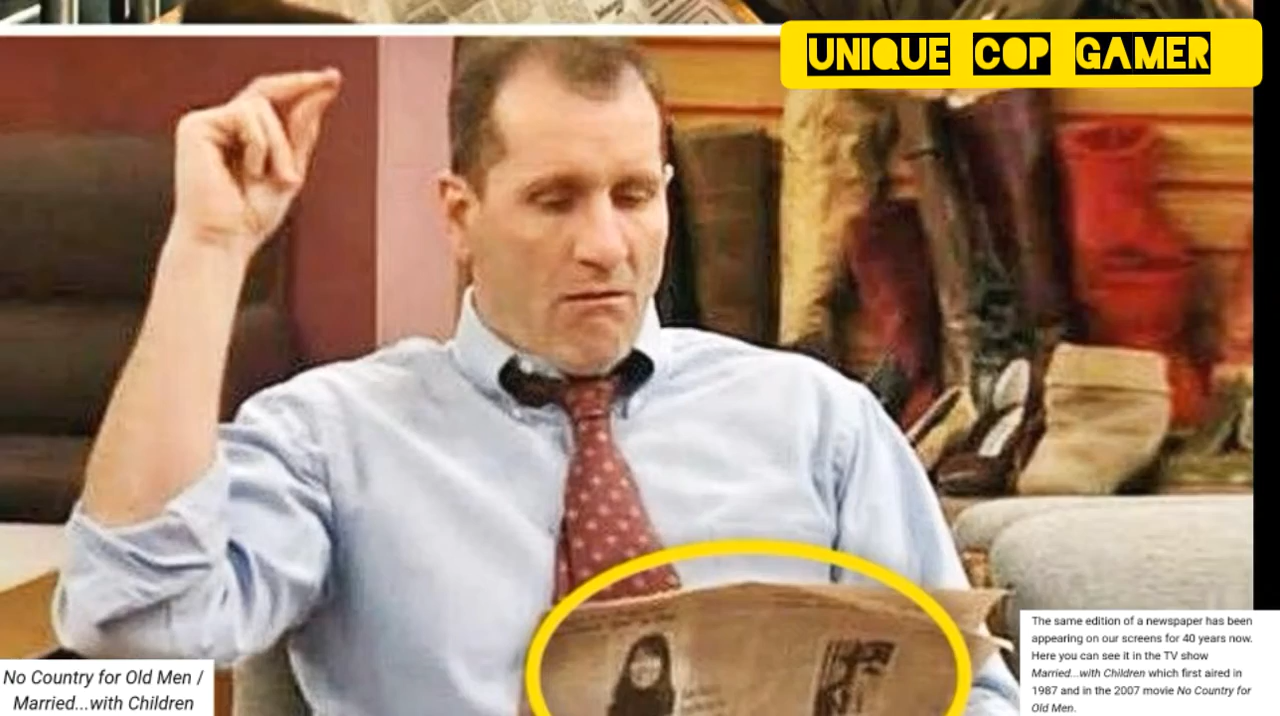 UNIQUE COP GAMER
No Country for Old Men /
Married...with Children
The same edition of a newspaper has been
appearing on our screens for 40 years now.
Here you can see it in the TV show
Married...with Children which first aired in
1987 and in the 2007 movie No Country for
Old Men.